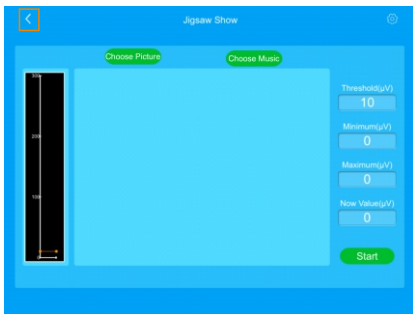 Jigsaw Show
Choose Picture
Choose Music
300
200
100
0
Threshold(μV)
10
Minimum(μV)
0
Maximum(μV)
0
Now Value(μV)
0
Start